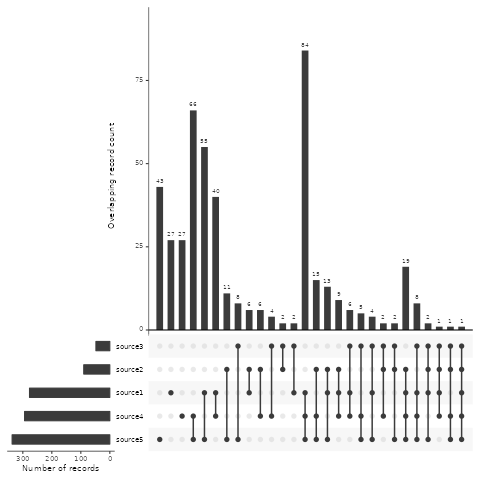 84
75
66
55
50
43
40
27 27
25
19
15
13
11
9
8 8
6 6 6
5
4 4
2 2 2 2 2
1 1 1
0
Overlapping record count
source3
source2
source1
source4
source5
300 200 100 0
Number of records